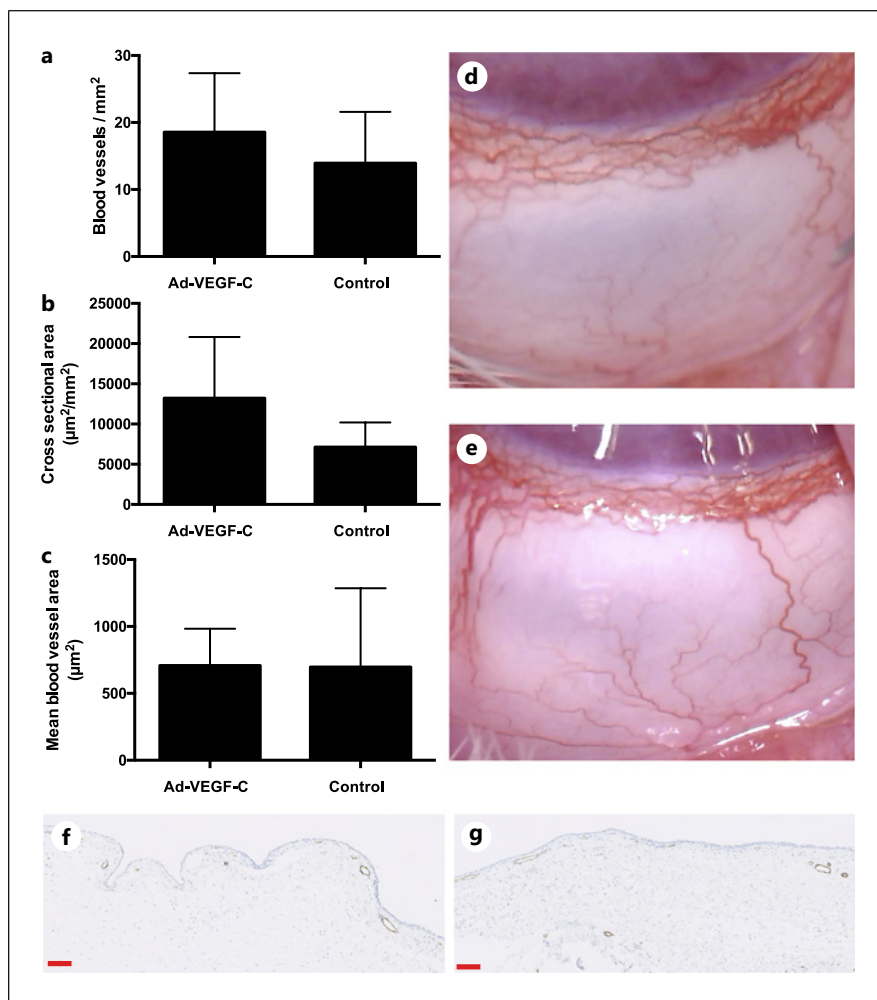 a
30
20
10
0
Blood vessels / mm²
Ad-VEGF-C Control
b
25000
20000
15000
10000
5000
0
Cross sectional area
(µm²/mm²)
Ad-VEGF-C Control
c
1500
1000
500
0
Mean blood vessel area
(µm²)
Ad-VEGF-C Control
d
e
f
g